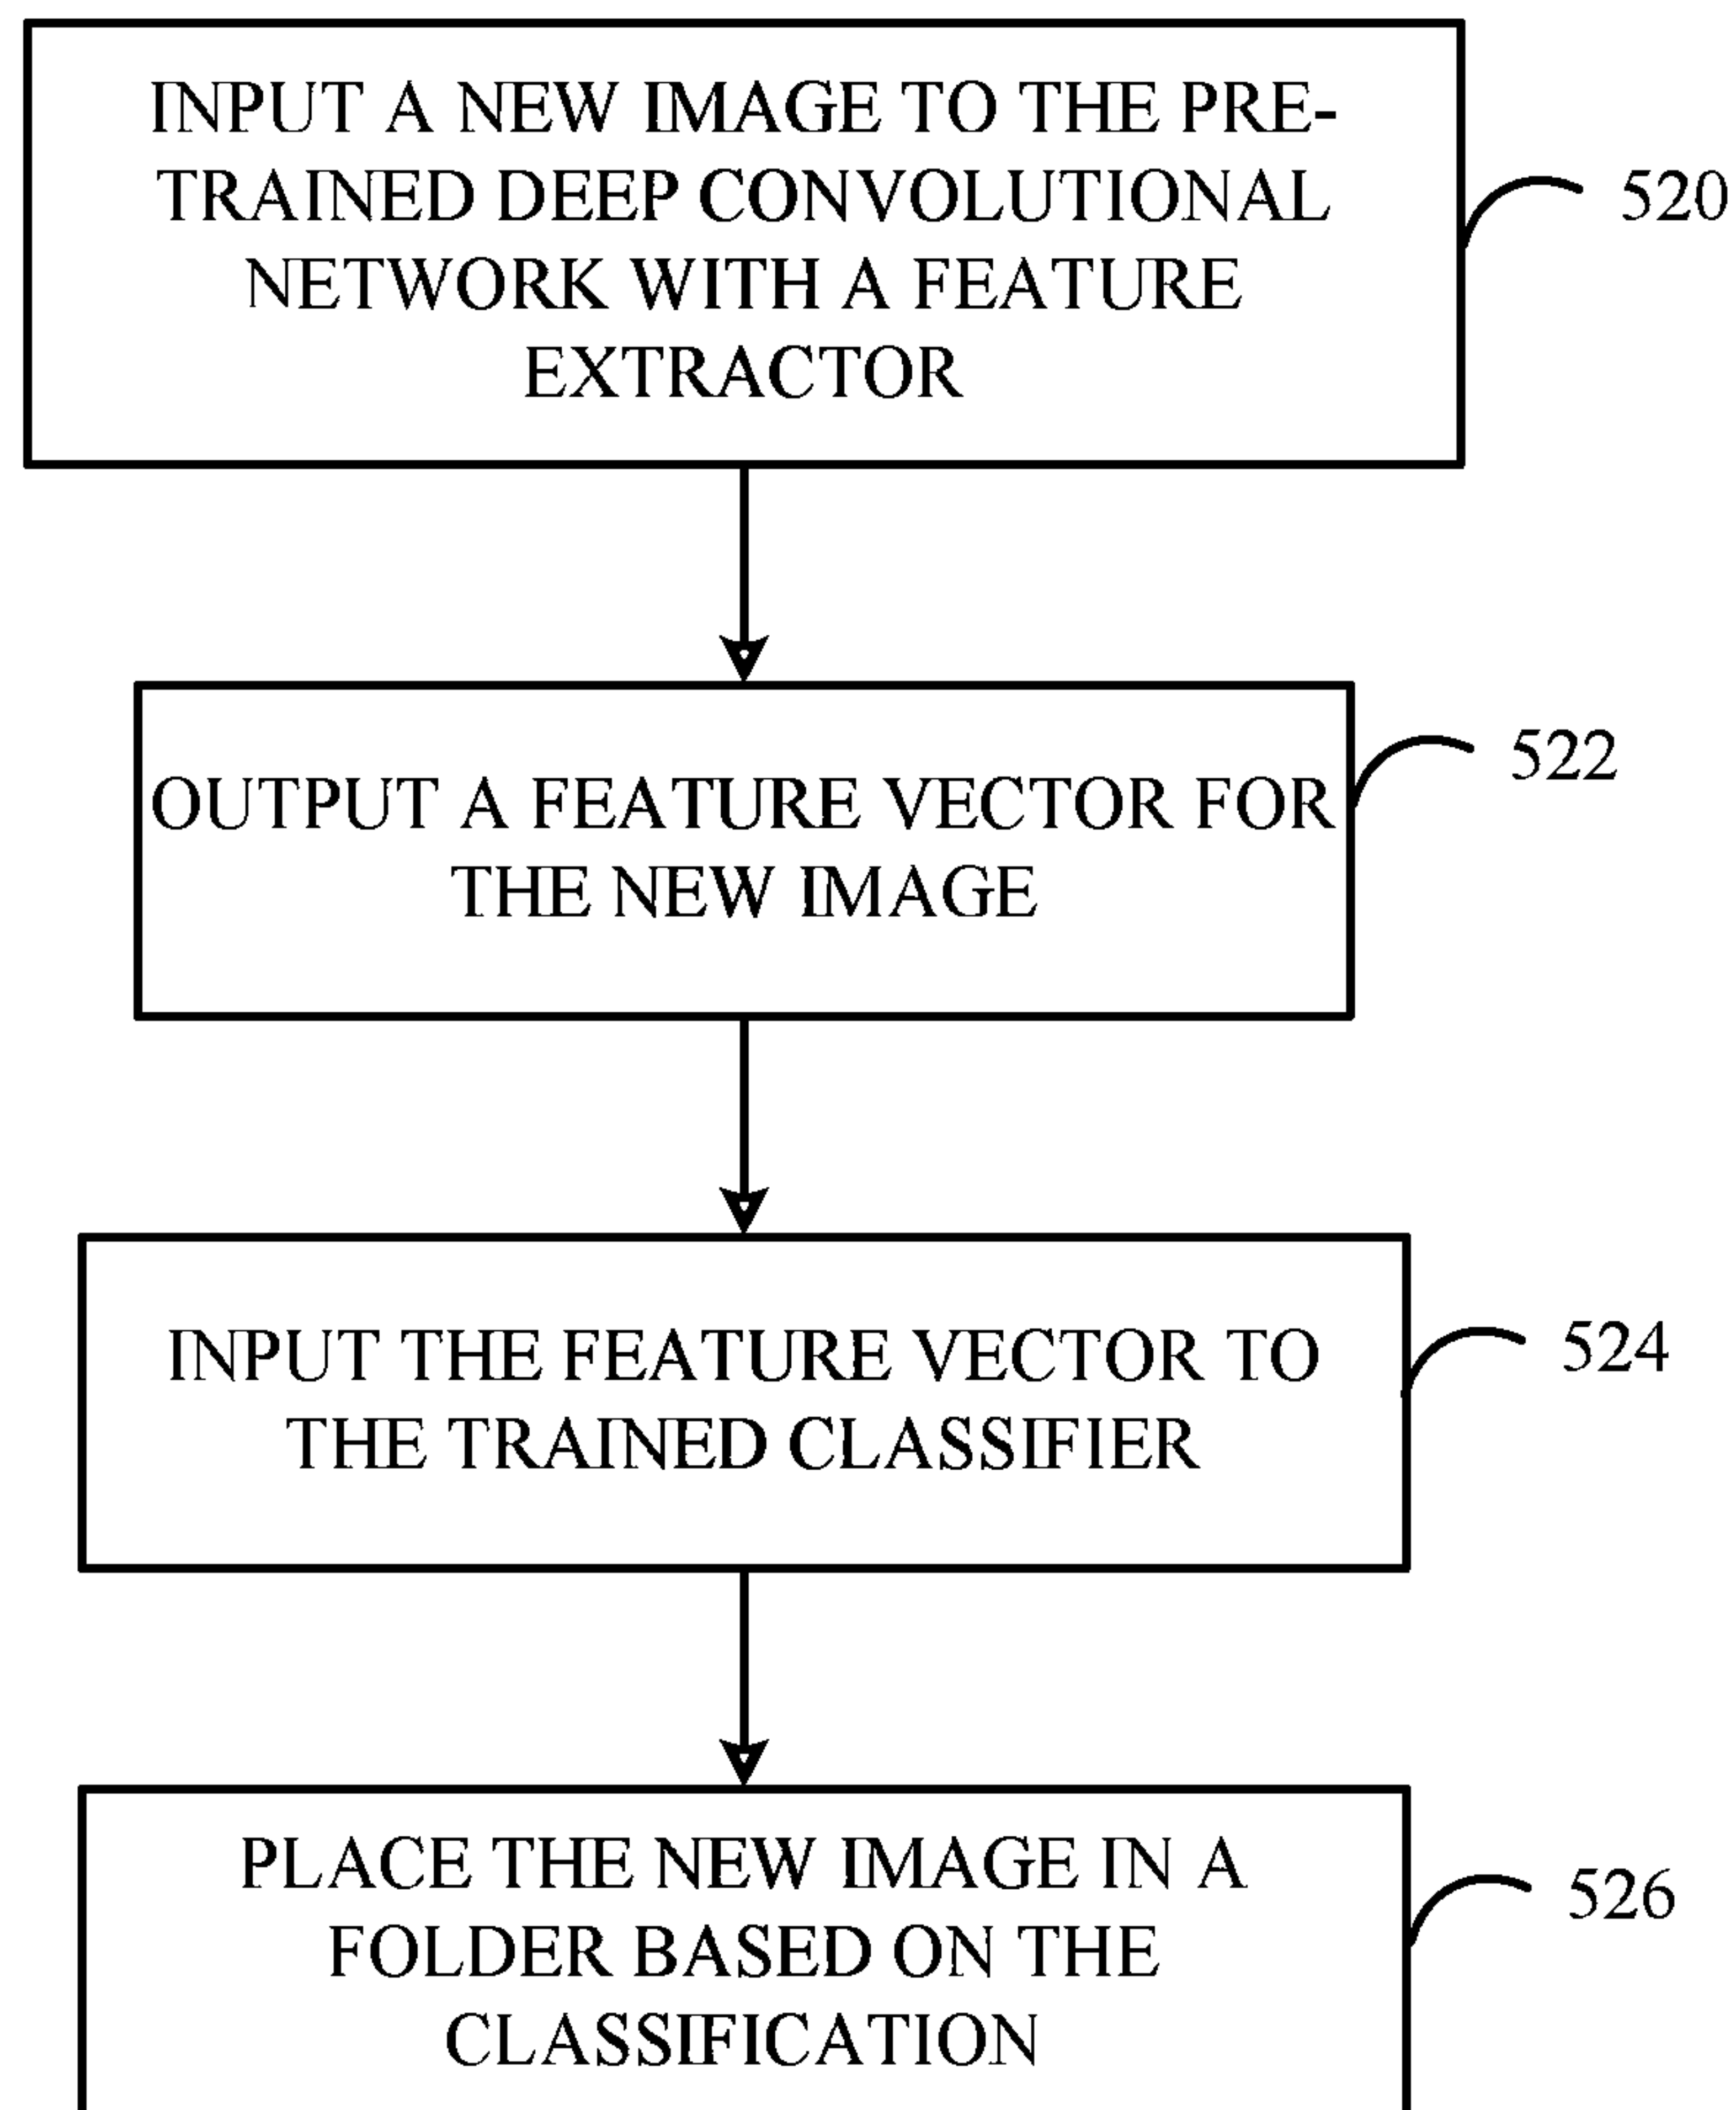 INPUT A NEW IMAGE TO THE PRE-
TRAINED DEEP CONVOLUTIONAL
NETWORK WITH A FEATURE
EXTRACTOR
520
OUTPUT A FEATURE VECTOR FOR
THE NEW IMAGE
522
INPUT THE FEATURE VECTOR TO
THE TRAINED CLASSIFIER
524
PLACE THE NEW IMAGE IN A
FOLDER BASED ON THE
CLASSIFICATION
526